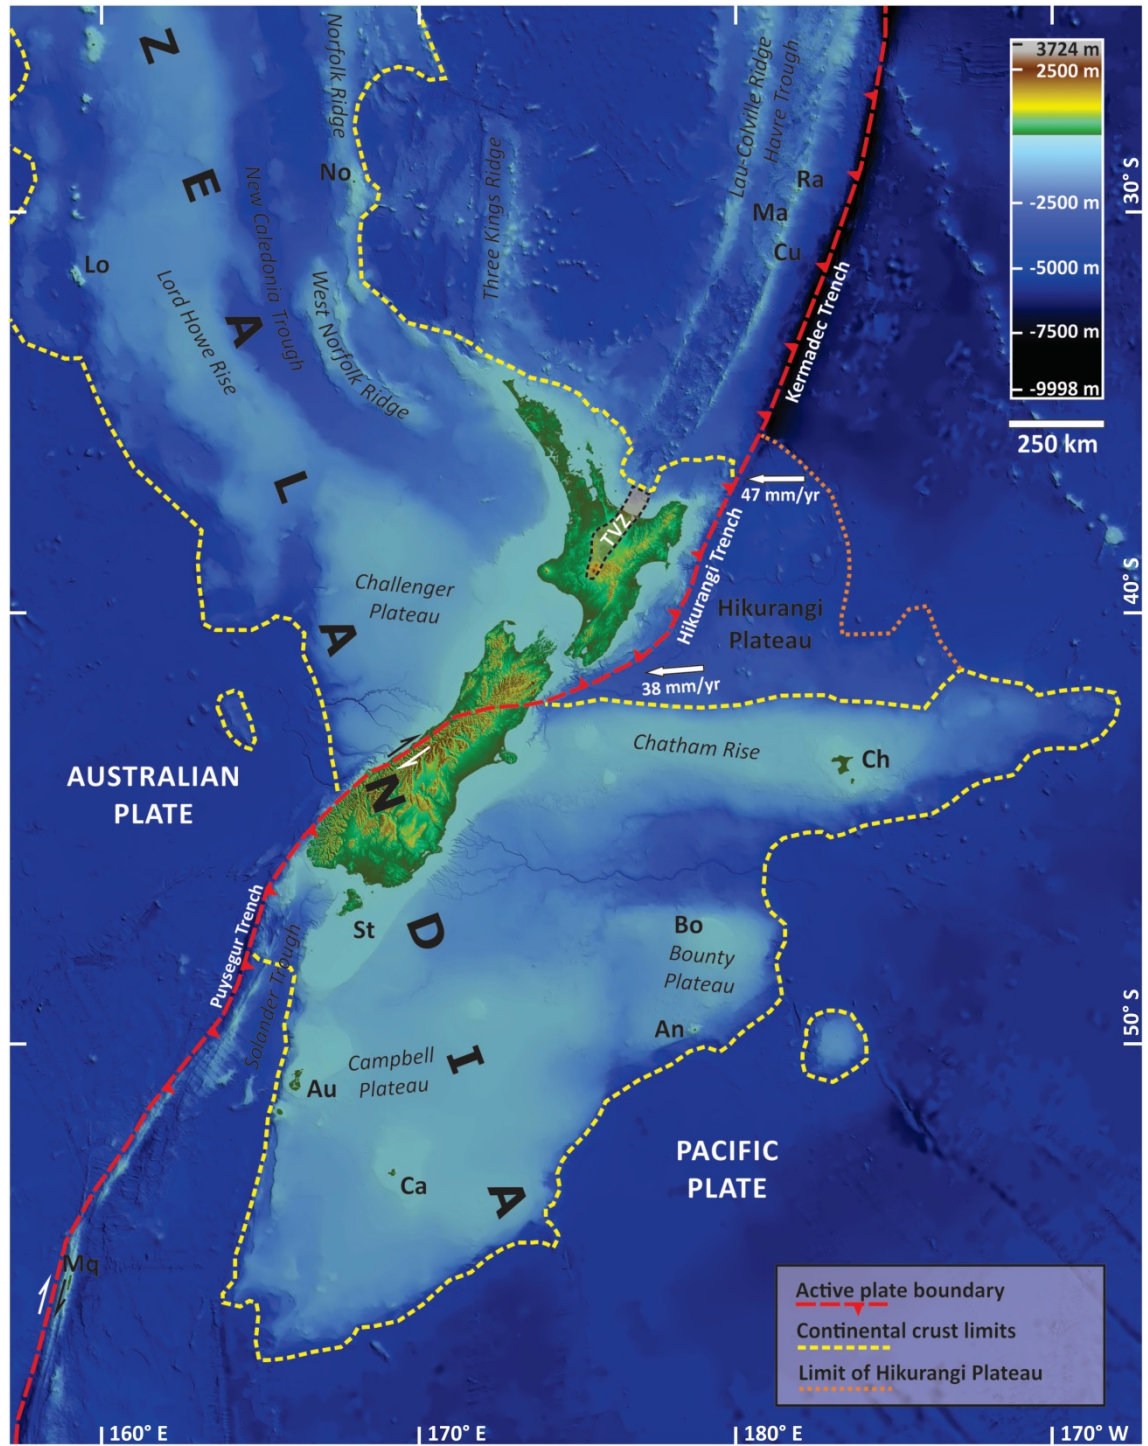 Z
E
A
L
A
N
D
I
A
Norfolk Ridge
No
New Caledonia Trough
Lo
Lord Howe Rise
West Norfolk Ridge
Three Kings Ridge
Lau-Colville Ridge
Havre Trough
Ra
Ma
Cu
Kermadec Trench
3724 m
2500 m
-2500 m
-5000 m
-7500 m
-9998 m
250 km
30° S
40° S
50° S
47 mm/yr
TVZ
Hikurangi Trench
Hikurangi
Plateau
38 mm/yr
Challenger
Plateau
Chatham Rise
Ch
AUSTRALIAN
PLATE
Puysegur Trench
Solander Trough
St
Bo
Bounty
Plateau
An
Au
Campbell
Plateau
Ca
Mq
PACIFIC
PLATE
Active plate boundary
Continental crust limits
Limit of Hikurangi Plateau
160° E
170° E
180° E
170° W